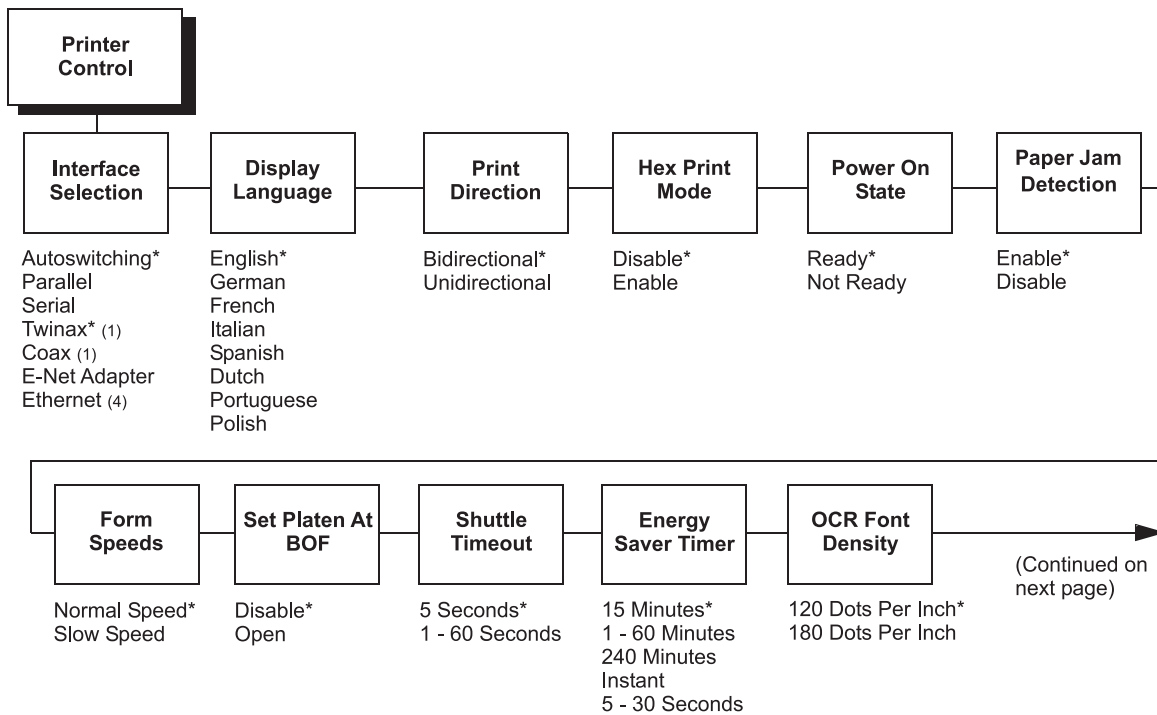 Printer
Control
Interface
Selection
Autoswitching*
Parallel
Serial
Twinax* (1)
Coax (1)
E-Net Adapter
Ethernet (4)
Display
Language
English*
German
French
Italian
Spanish
Dutch
Portuguese
Polish
Print
Direction
Bidirectional*
Unidirectional
Hex Print
Mode
Disable*
Enable
Power On
State
Ready*
Not Ready
Paper Jam
Detection
Enable*
Disable
Form
Speeds
Normal Speed*
Slow Speed
Set Platen At
BOF
Disable*
Open
Shuttle
Timeout
5 Seconds*
1 - 60 Seconds
Energy
Saver Timer
15 Minutes*
1 - 60 Minutes
240 Minutes
Instant
5 - 30 Seconds
OCR Font
Density
120 Dots Per Inch*
180 Dots Per Inch
(Continued on
next page)